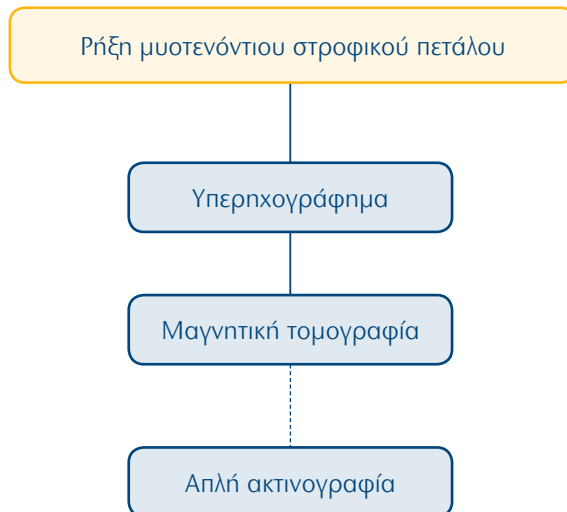 Ρήξη μυοτενόντιου στροφικού πετάλου
Υπερηχογράφημα
Μαγνητική τομογραφία
Απλή ακτινογραφία